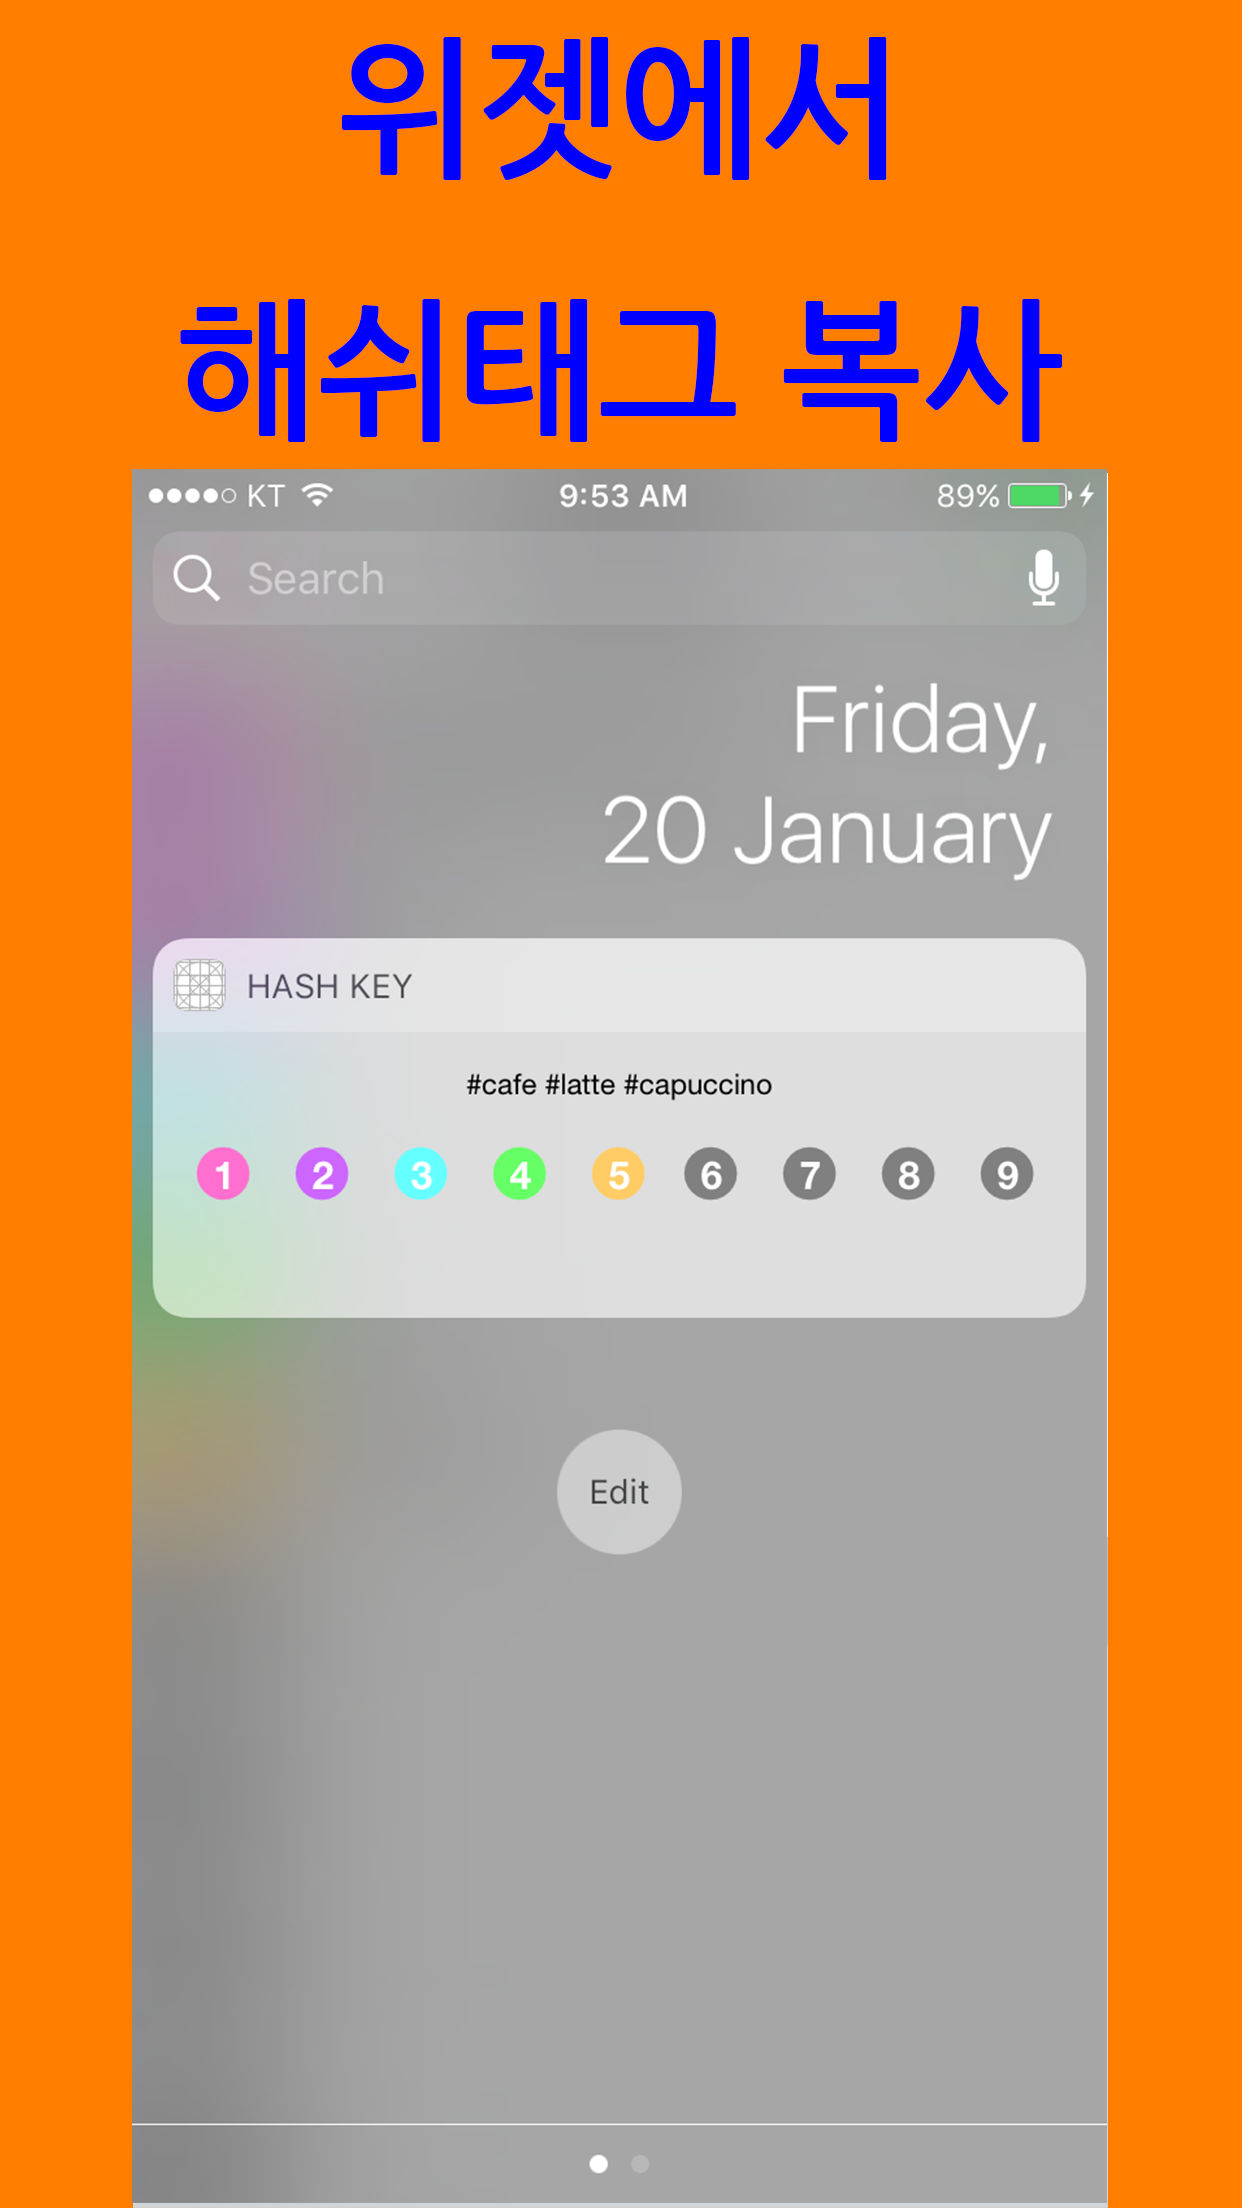 위젯에서
해쉬태그 복사
KT 9:53 AM 89%
Search
Friday,
20 January
HASH KEY
#cafe #latte #capuccino
1 2 3 4 5 6 7 8 9
Edit